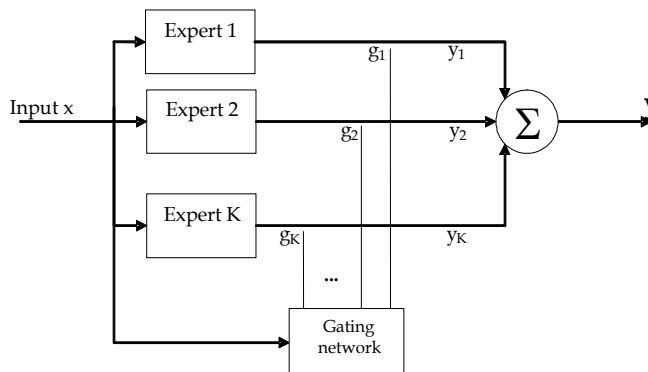 Expert 1
g1
y1
Input x
Expert 2
g2
y2
Σ
Expert K
gK
yK
...
Gating
network